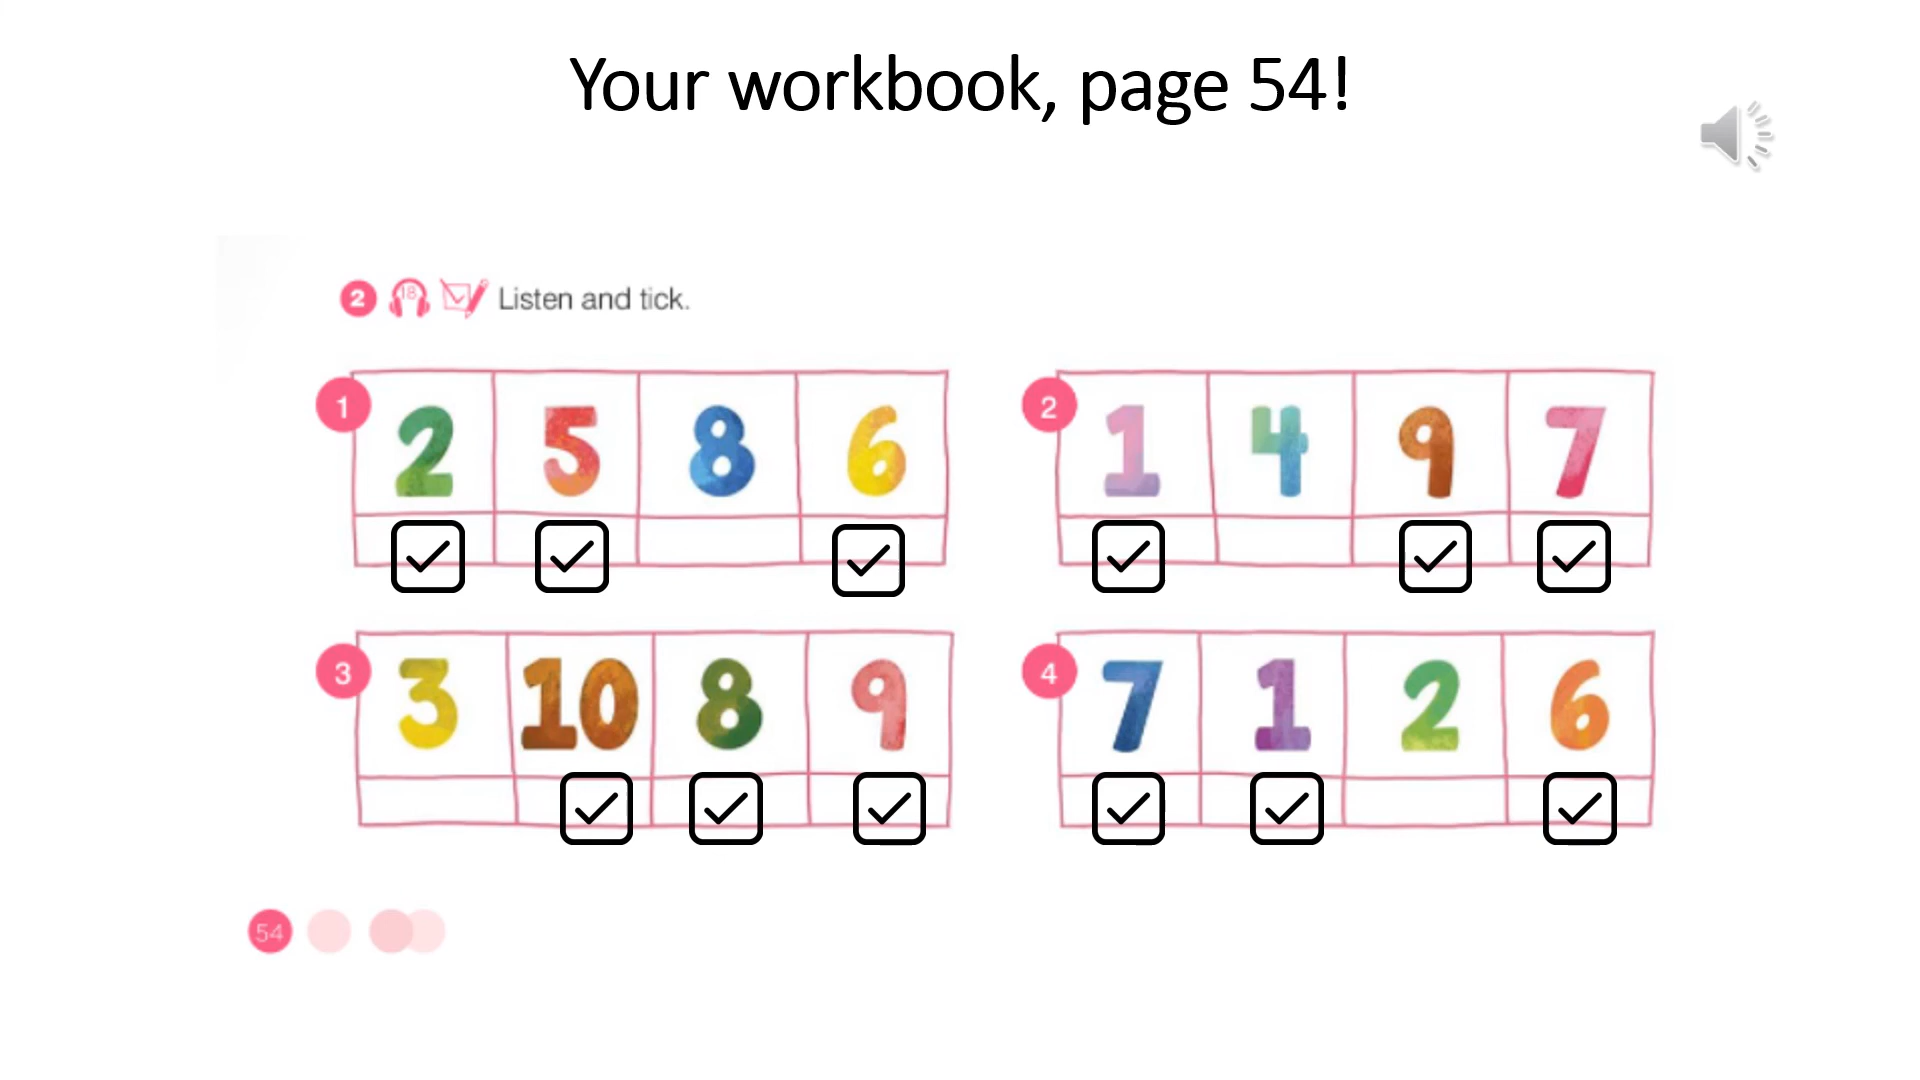 Your workbook, page 54!
2 18 Listen and tick.
1 2 5 8 6
2 1 4 9 7
3 3 10 8 9
4 7 1 2 6
54